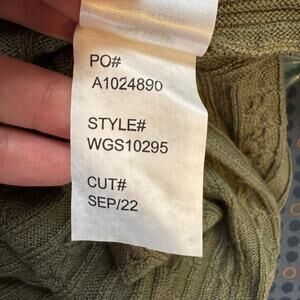 PO#
A1024890
STYLE#
WGS10295
CUT#
SEP/22